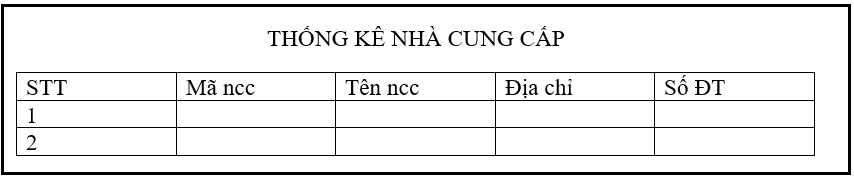 THỐNG KÊ NHÀ CUNG CẤP
STT Mã ncc Tên ncc Địa chỉ Số ĐT
1
2